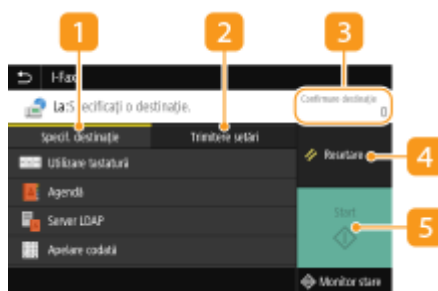 1 2 3
I-Fax
La:S ecificați o destinație.
Confirmare destinație
0
Specif. destinație Trimitere setări
Resetare 4
Utilizare tastatură
Agendă
Server LDAP
Start 5
Apelare codată
Monitor stare